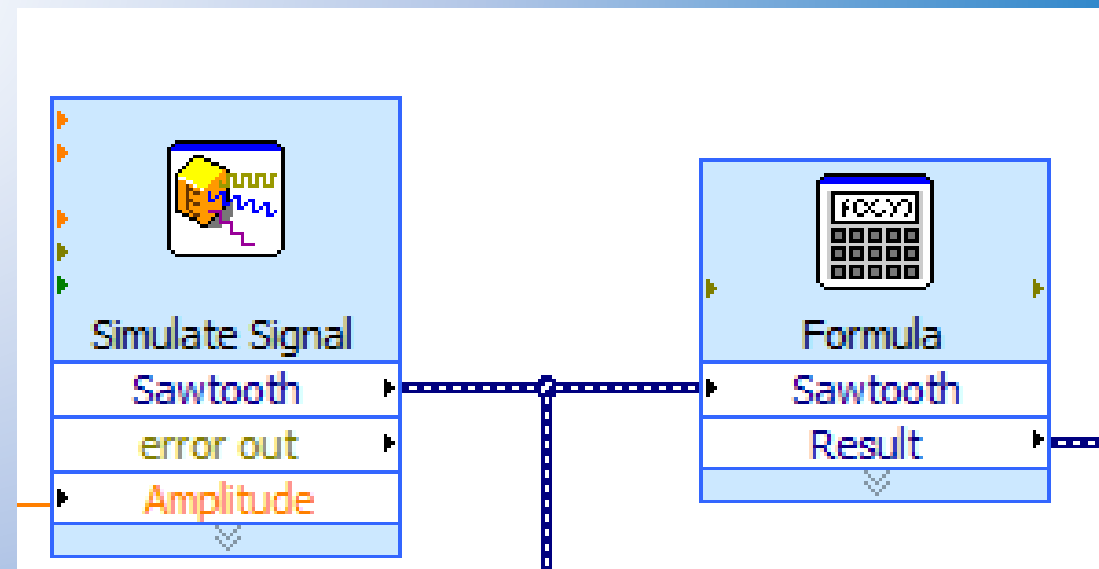 Simulate Signal
Sawtooth
error out
Amplitude
Formula
Sawtooth
Result